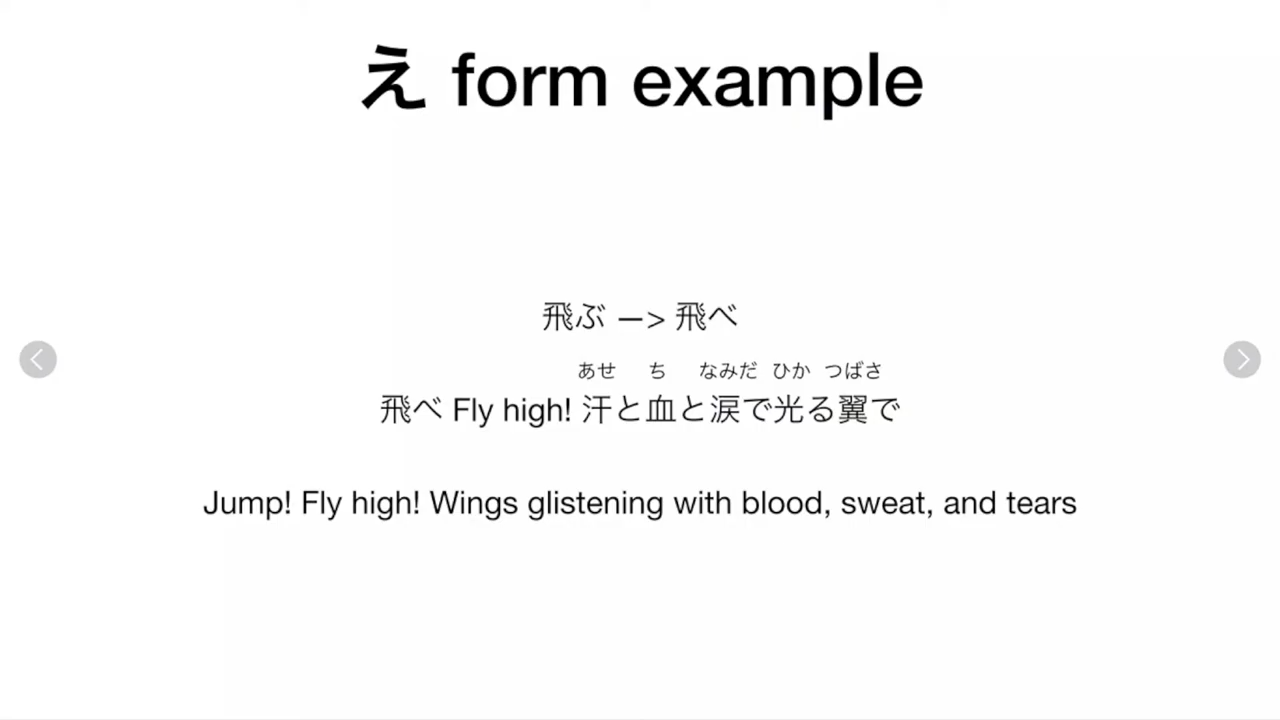 え form example
飛ぶ —> 飛べ
あせ ち なみだ ひか つばさ
飛べ Fly high! 汗と血と涙で光る翼で
Jump! Fly high! Wings glistening with blood, sweat, and tears